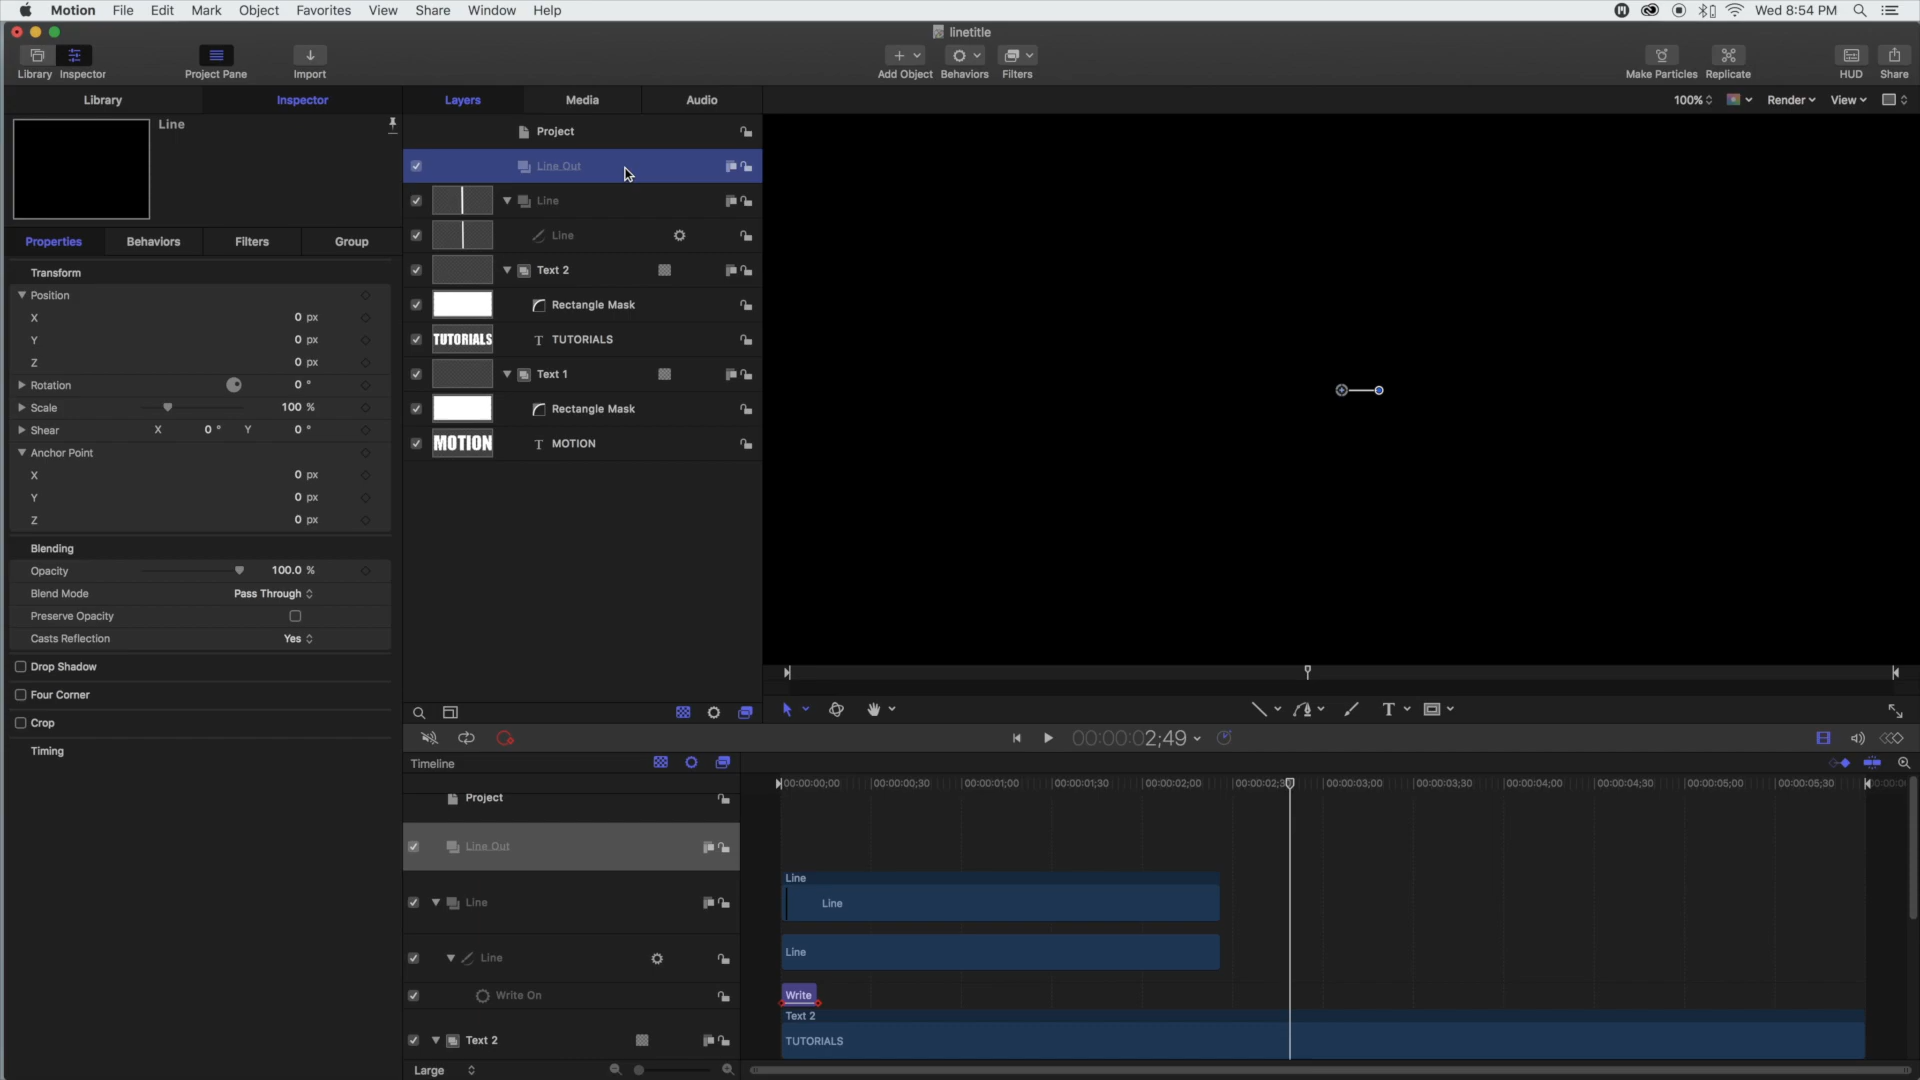 Motion File Edit Mark Object Favorites View Share Window Help Wed 8:54 PM
linetitle
Library Inspector Project Pane Import Add Object Behaviors Filters Make Particles Replicate HUD Share
Library Inspector Layers Media Audio 100% Render View
Line
Project
Line Out
Line
Line
Properties Behaviors Filters Group
Text 2
Rectangle Mask
TUTORIALS TUTORIALS
Text 1
Rectangle Mask
MOTION MOTION
Transform
Position
X 0 px
Y 0 px
Z 0 px
Rotation 0 °
Scale 100 %
Shear X 0 ° Y 0 °
Anchor Point
X 0 px
Y 0 px
Z 0 px
Blending
Opacity 100.0 %
Blend Mode Pass Through
Preserve Opacity
Casts Reflection Yes
Drop Shadow
Four Corner
Crop
Timing
T
00:00:02;49
Timeline
00:00:00;00 00:00:00;30 00:00:01;00 00:00:01;30 00:00:02;00 00:00:02;3 00:00:03;00 00:00:03;30 00:00:04;00 00:00:04;30 00:00:05;00 00:00:05;30
Project
Line Out
Line
Line Line
Line Line
Write On Write
Text 2
Text 2 TUTORIALS
Large